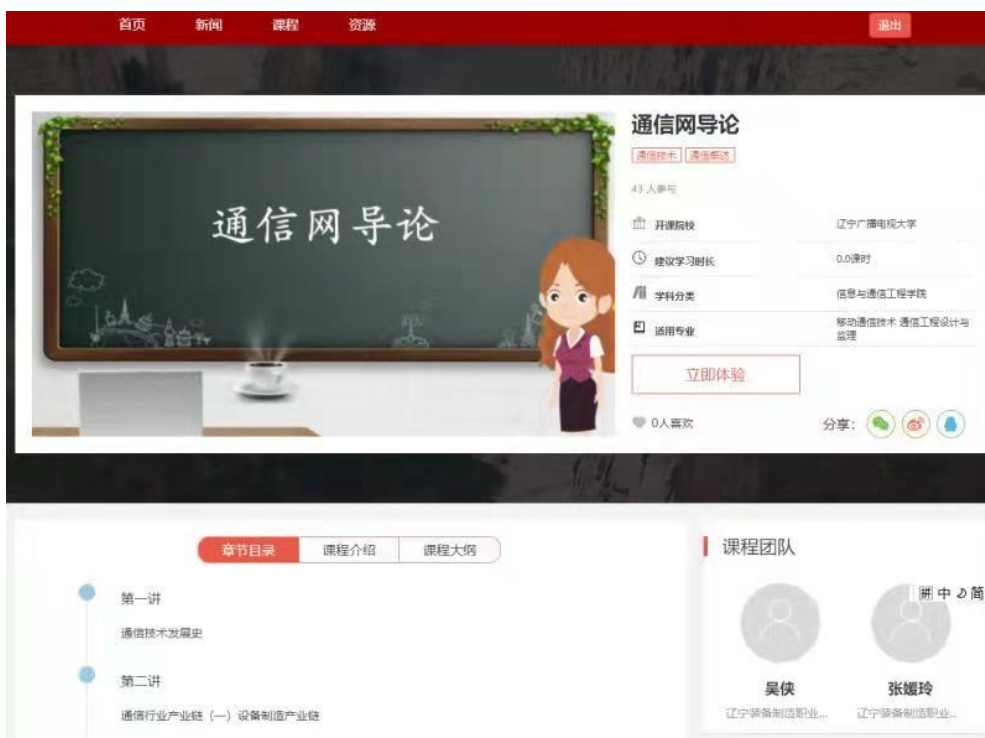 首页 新闻 课程 资源 退出
通信网导论
通信网导论
通信技术 通信概述
43 人参与
开课院校 辽宁广播电视大学
建议学习时长 0.0课时
学科分类 信息与通信工程学院
适用专业 移动通信技术 通信工程设计与
监理
立即体验
0人喜欢 分享:
章节目录 课程介绍 课程大纲
第一讲
通信技术发展史
第二讲
通信行业产业链 (一) 设备制造产业链
课程团队
拼 中 简
吴侠 张媛玲
辽宁装备制造职业... 辽宁装备制造职业...